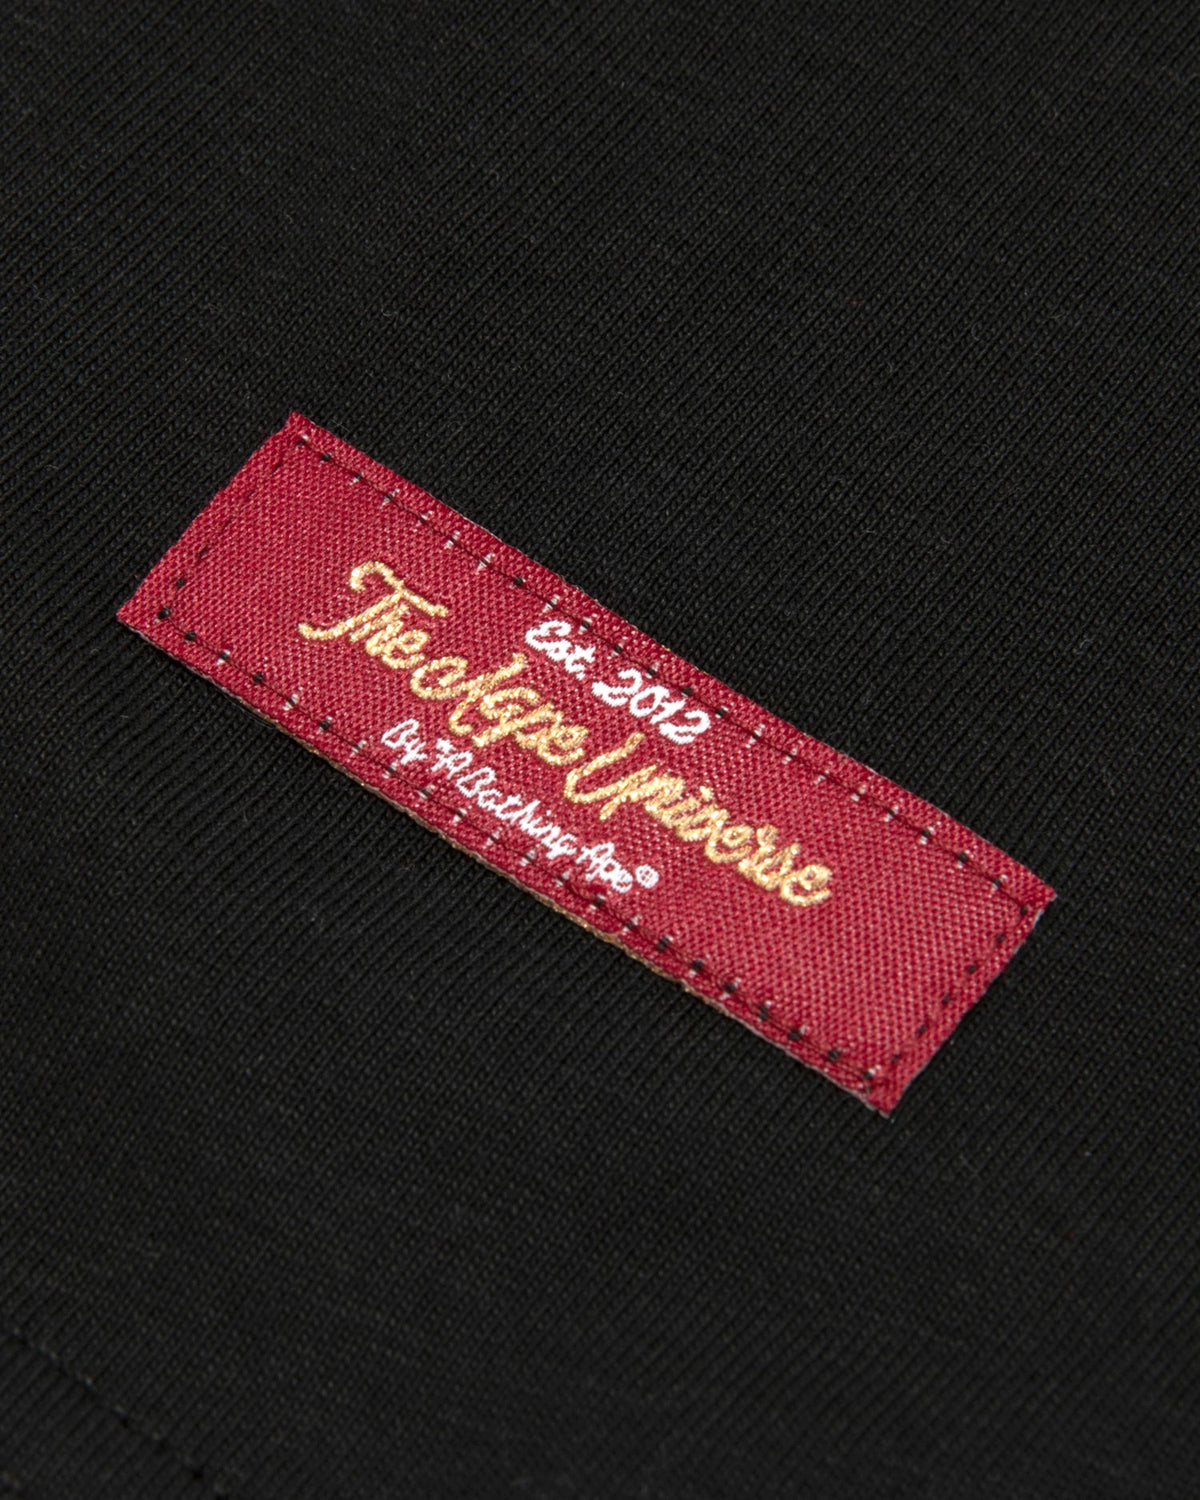 Est. 2012
The Ape Universe
By *A Bathing Ape®